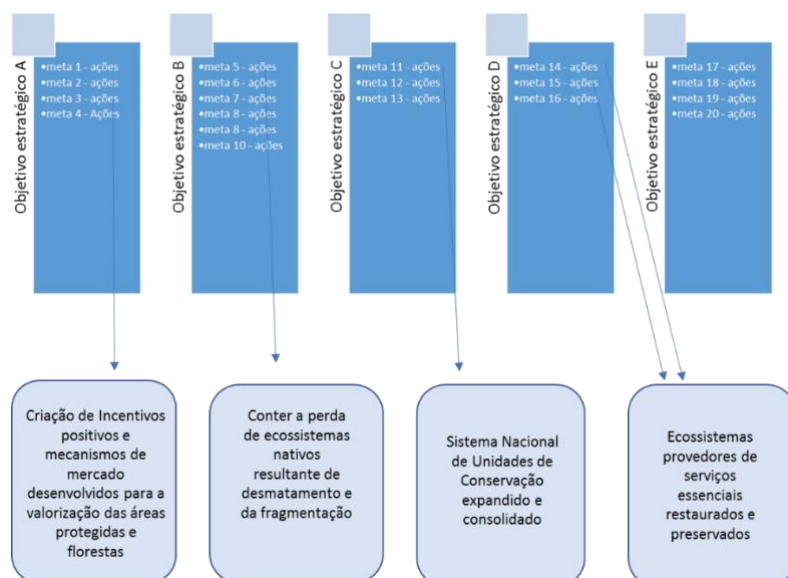 Objetivo estratégico A
•meta 1 - ações
•meta 2 - ações
•meta 3 - ações
•meta 4 - Ações
Objetivo estratégico B
•meta 5 - ações
•meta 6 - ações
•meta 7 - ações
•meta 8 - ações
•meta 8 - ações
•meta 10 - ações
Objetivo estratégico C
•meta 11 - ações
•meta 12 - ações
•meta 13 - ações
Objetivo estratégico D
•meta 14 - ações
•meta 15 - ações
•meta 16 - ações
Objetivo estratégico E
•meta 17 - ações
•meta 18 - ações
•meta 19 - ações
•meta 20 - ações
Criação de Incentivos
positivos e
mecanismos de
mercado
desenvolvidos para a
valorização das áreas
protegidas e
florestas
Conter a perda
de ecossistemas
nativos
resultante de
desmatamento e
da fragmentação
Sistema Nacional
de Unidades de
Conservação
expandido e
consolidado
Ecossistemas
provedores de
serviços
essenciais
restaurados e
preservados